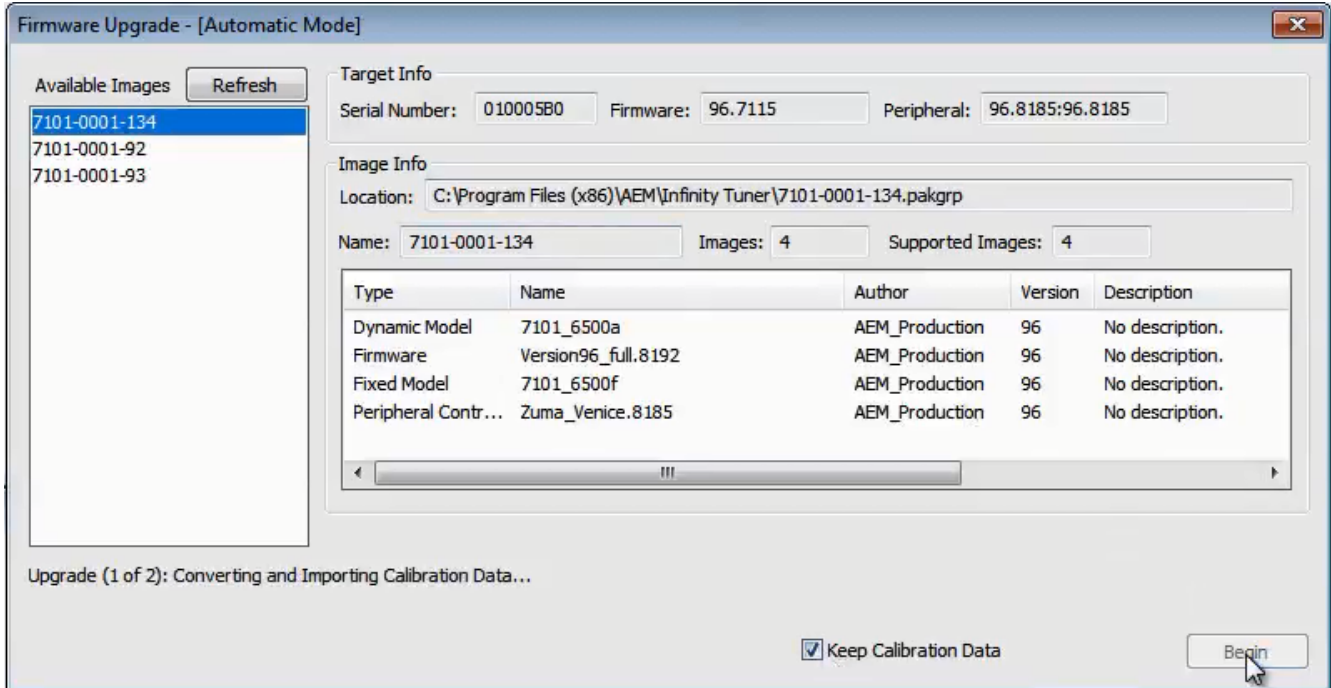 Firmware Upgrade - [Automatic Mode]
Available Images Refresh
7101-0001-134
7101-0001-92
7101-0001-93
Target Info
Serial Number: 010005B0 Firmware: 96.7115 Peripheral: 96.8185:96.8185
Image Info
Location: C:\Program Files (x86)\AEM\Infinity Tuner\7101-0001-134.pakgrp
Name: 7101-0001-134 Images: 4 Supported Images: 4
Type Name Author Version Description
Dynamic Model 7101_6500a AEM_Production 96 No description.
Firmware Version96_full.8192 AEM_Production 96 No description.
Fixed Model 7101_6500f AEM_Production 96 No description.
Peripheral Contr... Zuma_Venice.8185 AEM_Production 96 No description.
Upgrade (1 of 2): Converting and Importing Calibration Data...
Keep Calibration Data Begin